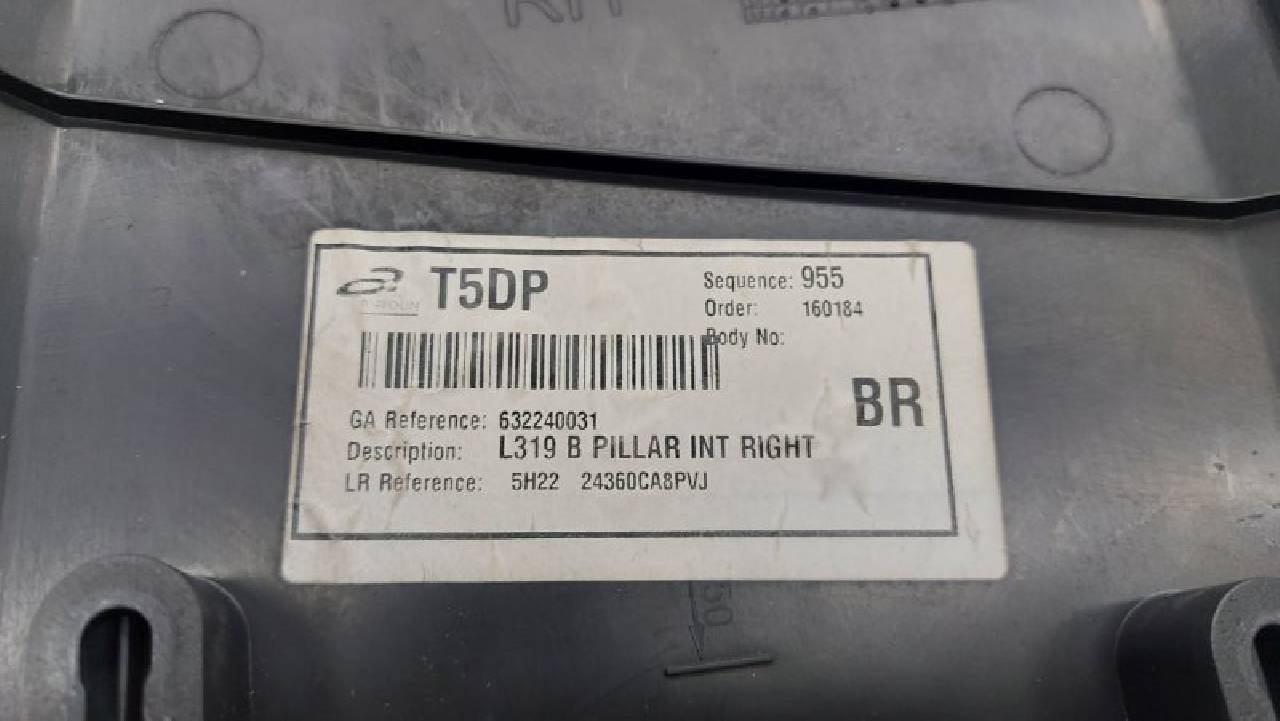 RH
T5DP
Sequence: 955
Order: 160184
Body No:
BR
GA Reference: 632240031
Description: L319 B PILLAR INT RIGHT
LR Reference: 5H22 24360CA8PVJ